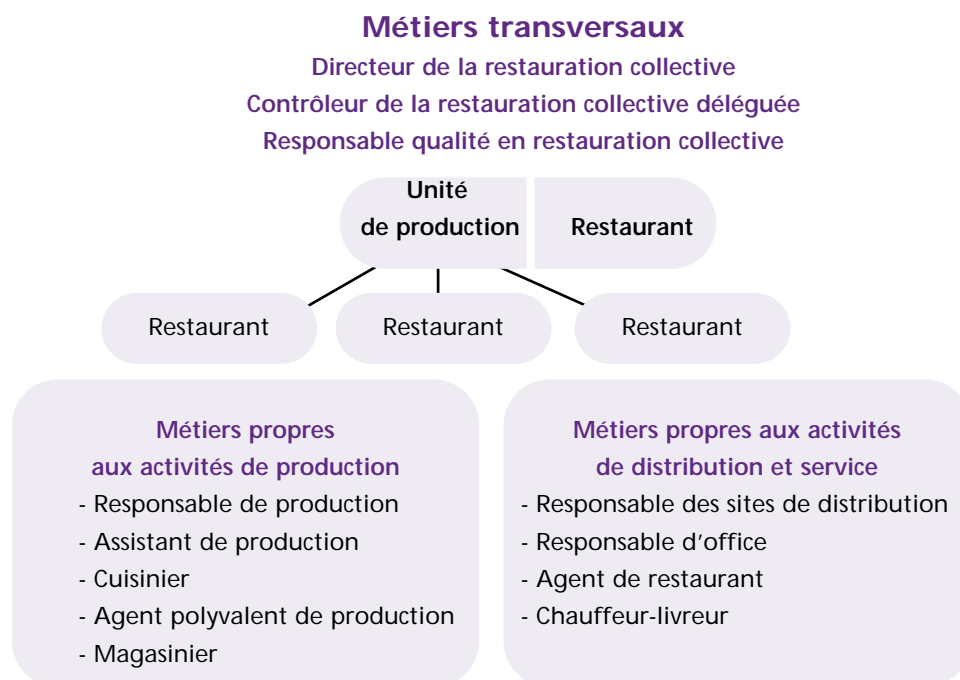 Métiers transversaux
Directeur de la restauration collective
Contrôleur de la restauration collective déléguée
Responsable qualité en restauration collective
Unité
de production
Restaurant
Restaurant
Restaurant
Restaurant
Métiers propres
aux activités de production
- Responsable de production
- Assistant de production
- Cuisinier
- Agent polyvalent de production
- Magasinier
Métiers propres aux activités
de distribution et service
- Responsable des sites de distribution
- Responsable d'office
- Agent de restaurant
- Chauffeur-livreur